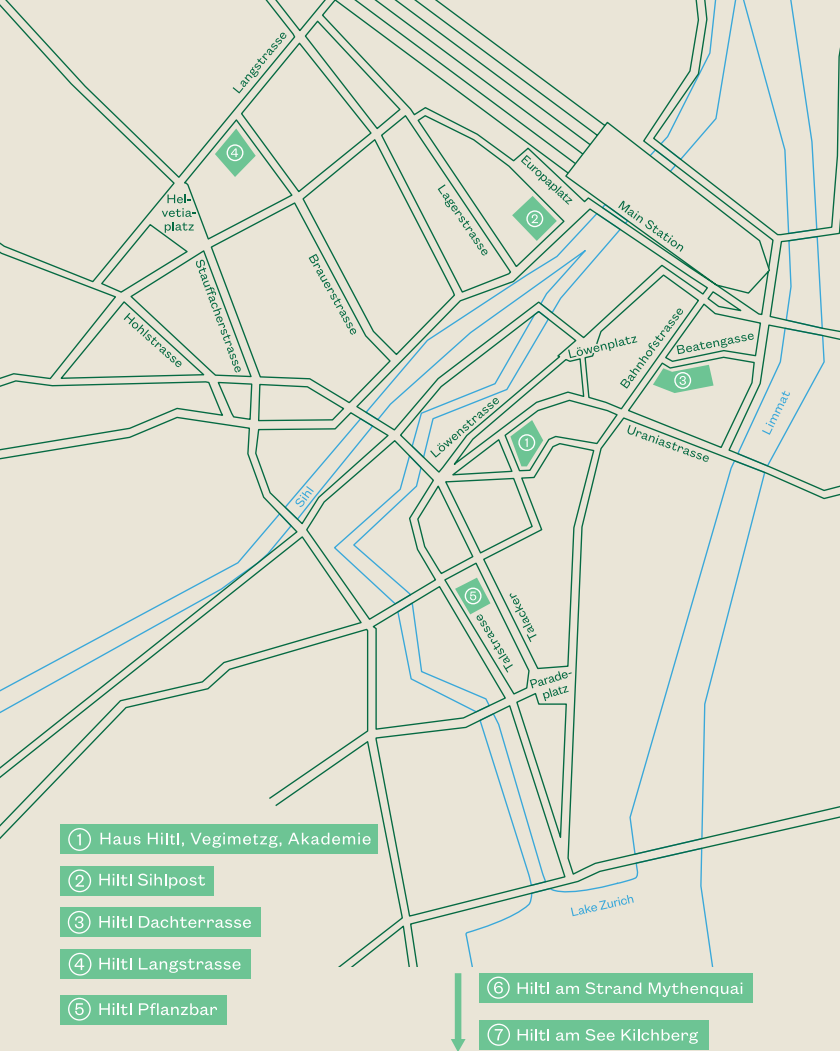 Langstrasse
④
Hel-
vetia-
platz
Europaplatz
②
Lagerstrasse
Main Station
Brauerstrasse
Stauffacherstrasse
Hohlstrasse
Löwenplatz
Bahnhofstrasse
Beatengasse
③
Limmat
Löwenstrasse
①
Uraniastrasse
Sihl
⑤
Talstrasse
Talacker
Parade-
platz
Lake Zurich
① Haus Hiltl, Vegimetzg, Akademie
② Hiltl Sihlpost
③ Hiltl Dachterrasse
④ Hiltl Langstrasse
⑤ Hiltl Pflanzbar
⑥ Hiltl am Strand Mythenquai
⑦ Hiltl am See Kilchberg